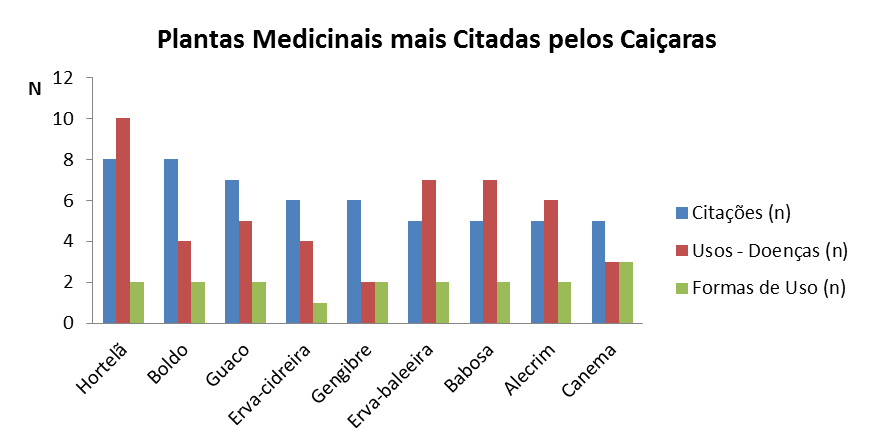 Plantas Medicinais mais Citadas pelos Caiçaras
N
12
10
8
6
4
2
0
Hortelã
Boldo
Guaco
Erva-cidreira
Gengibre
Erva-baleeira
Babosa
Alecrim
Canema
Citações (n)
Usos - Doenças (n)
Formas de Uso (n)